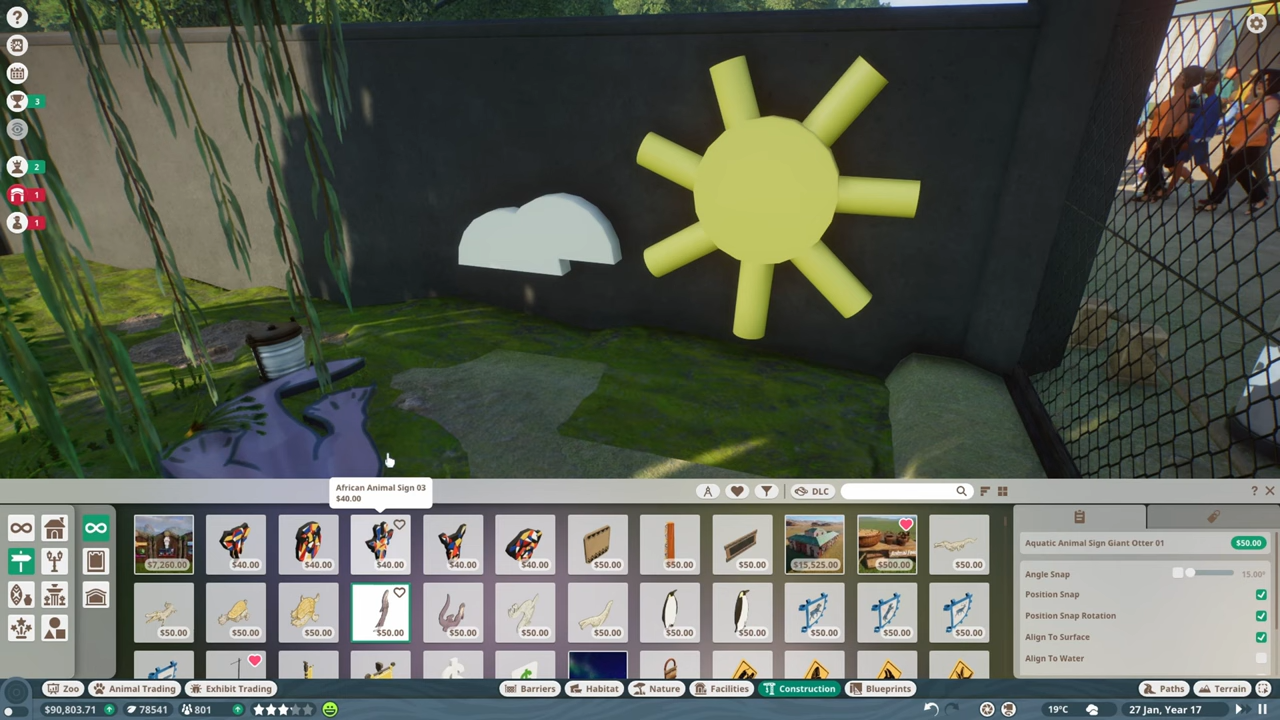 ?
3
2
1
1
African Animal Sign 03
$40.00
DLC
?
$7,260.00 $40.00 $40.00 $40.00 $40.00 $40.00 $50.00 $50.00 $50.00 $15,525.00 $500.00 $50.00
$50.00 $50.00 $50.00 $50.00 $50.00 $50.00 $50.00 $50.00 $50.00 $50.00 $50.00 $50.00
Aquatic Animal Sign Giant Otter 01 $50.00
Angle Snap 15.00°
Position Snap
Position Snap Rotation
Align To Surface
Align To Water
Zoo Animal Trading Exhibit Trading Barriers Habitat Nature Facilities Construction Blueprints Paths Terrain
$90,803.71 78541 801 19°C 27 Jan, Year 17